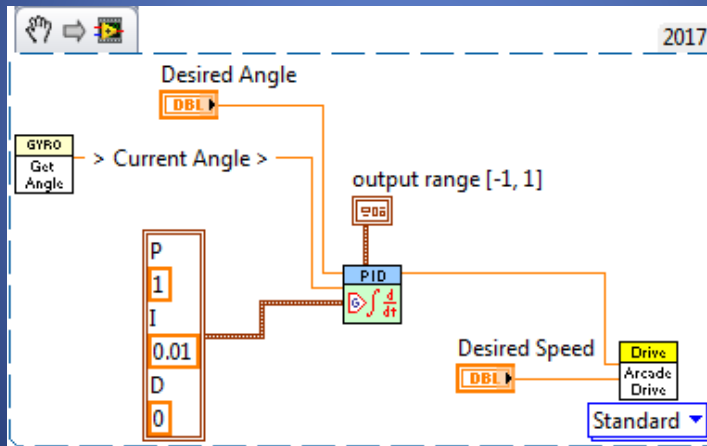 2017
Desired Angle
DBL
GYRO
Get
Angle
> Current Angle >
output range [-1, 1]
P
1
I
0.01
D
0
PID
G ∫ d
dt
Desired Speed
DBL
Drive
Arcade
Drive
Standard